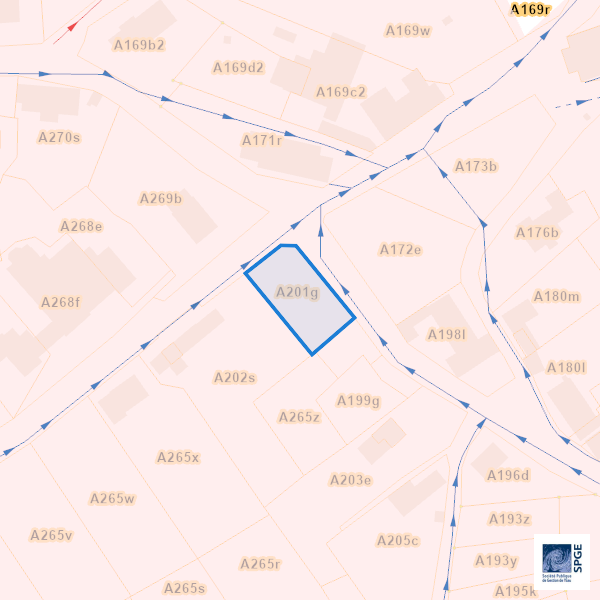 A169r
A169w
A169b2
A169d2
A169c2
A270s
A171r
A173b
A269b
A268e
A176b
A172e
A201g
A180m
A268f
A198l
A180l
A202s
A199g
A265z
A265x
A203e
A196d
A265w
A193z
A265v
A205c
A193y
A265r
A265s
A195k
SPGE
Société Publique
de Gestion de l'Eau